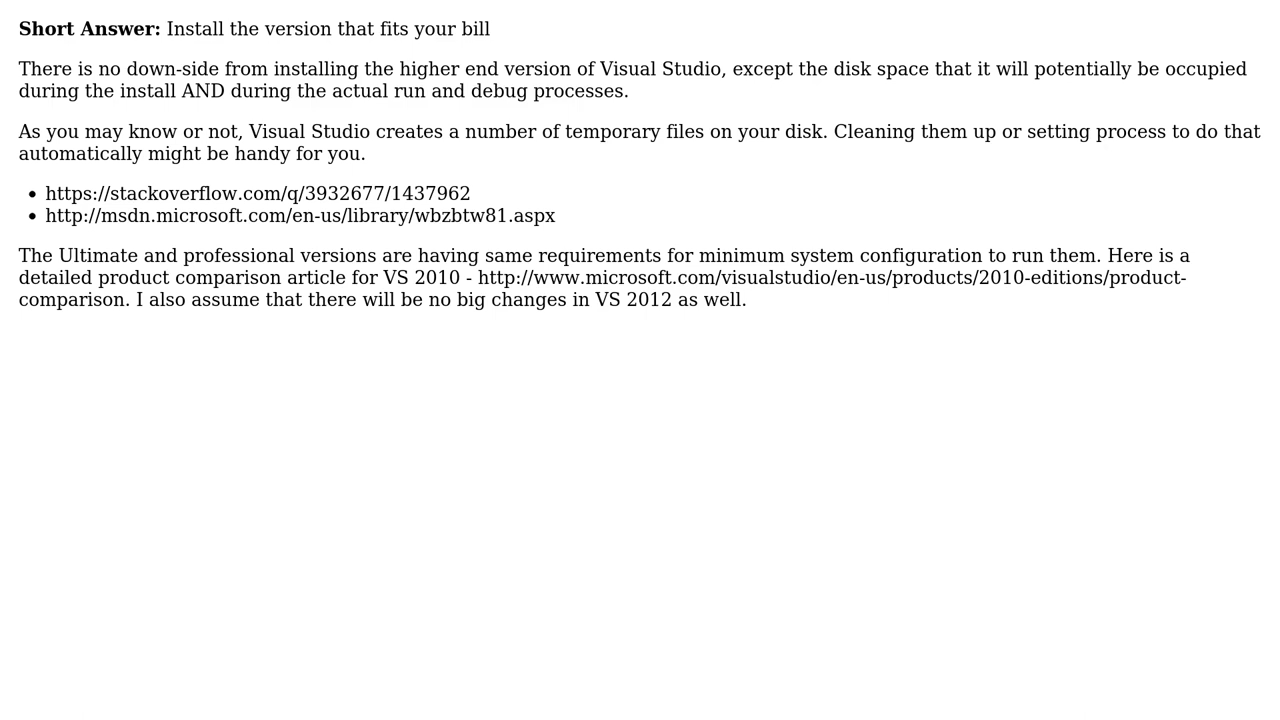 Short Answer: Install the version that fits your bill
There is no down-side from installing the higher end version of Visual Studio, except the disk space that it will potentially be occupied
during the install AND during the actual run and debug processes.
As you may know or not, Visual Studio creates a number of temporary files on your disk. Cleaning them up or setting process to do that
automatically might be handy for you.
• https://stackoverflow.com/q/3932677/1437962
• http://msdn.microsoft.com/en-us/library/wbzbtw81.aspx
The Ultimate and professional versions are having same requirements for minimum system configuration to run them. Here is a
detailed product comparison article for VS 2010 - http://www.microsoft.com/visualstudio/en-us/products/2010-editions/product-
comparison. I also assume that there will be no big changes in VS 2012 as well.